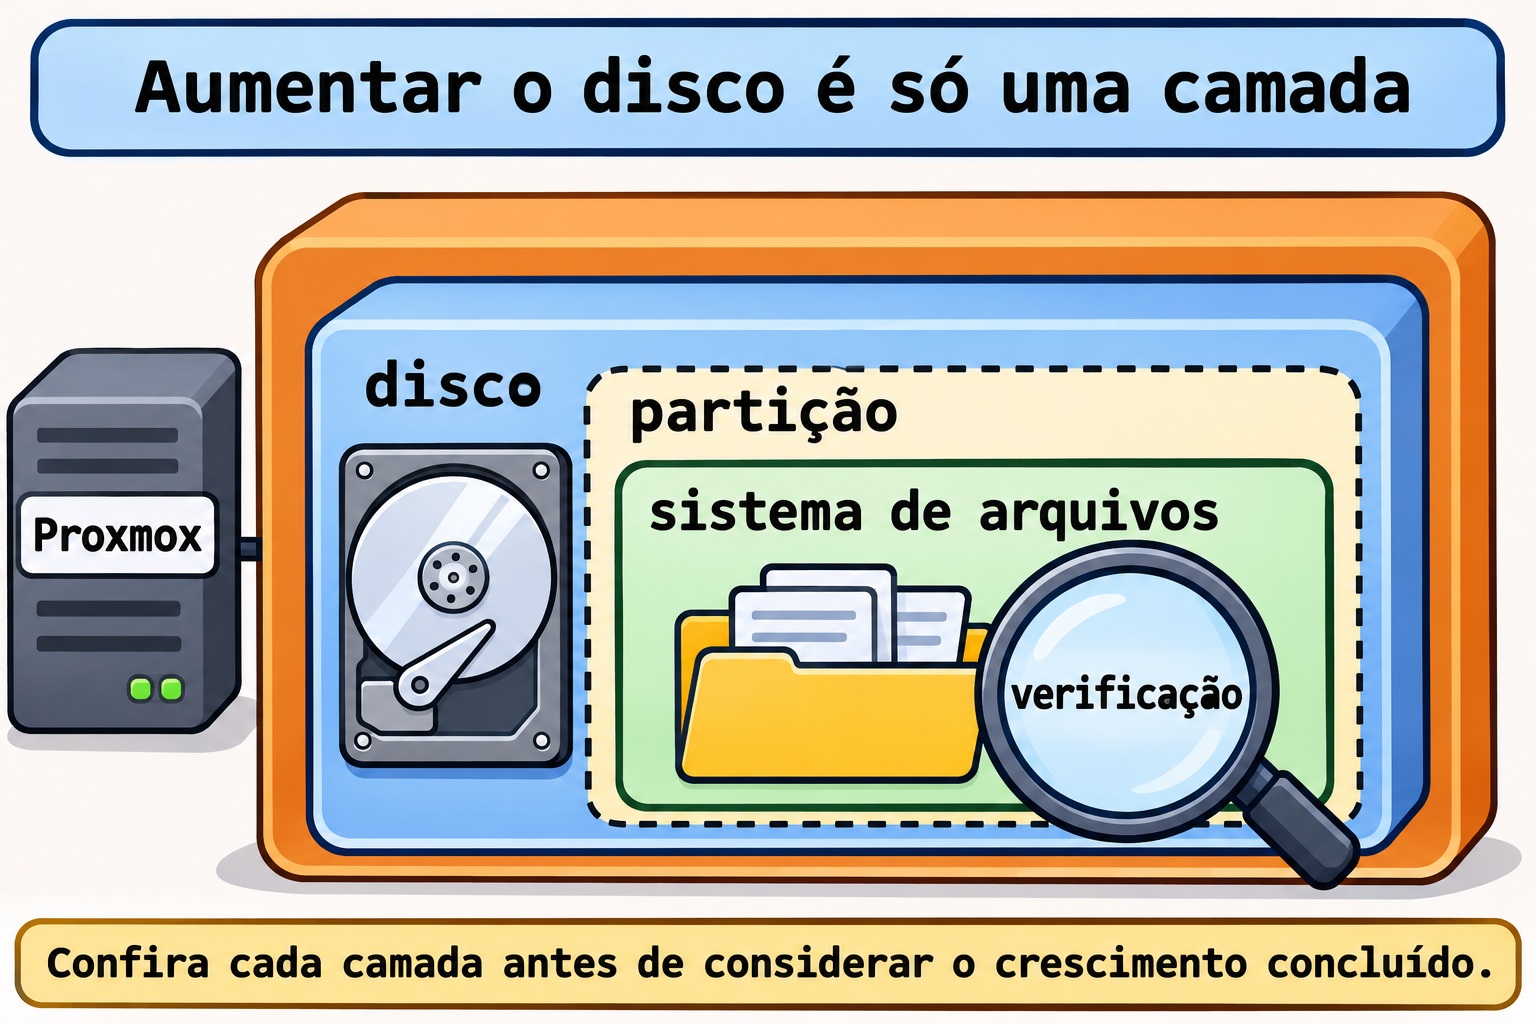 Aumentar o disco é só uma camada
disco
partição
sistema de arquivos
Proxmox
verificação
Confira cada camada antes de considerar o crescimento concluído.